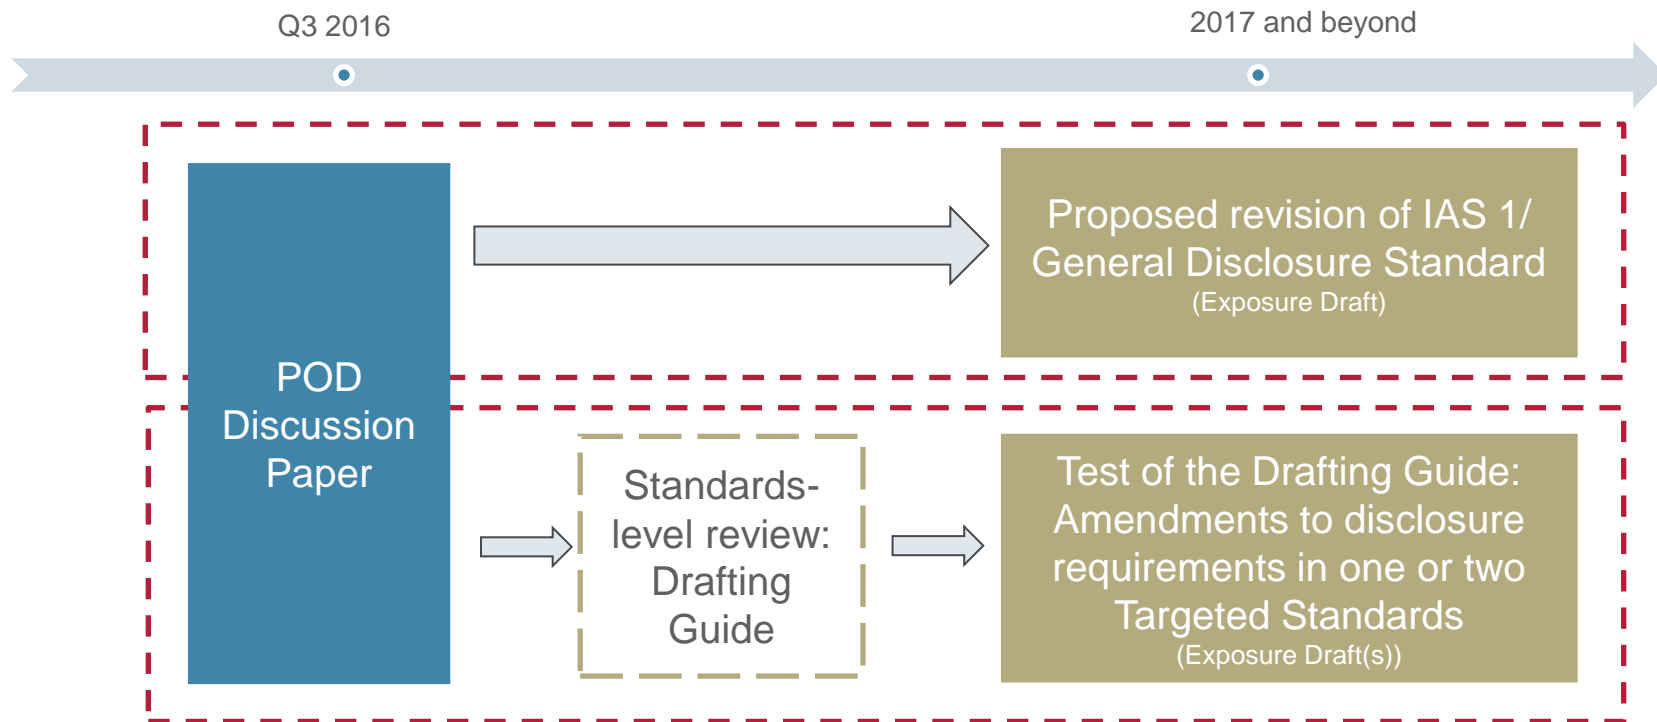 Q3 2016
2017 and beyond
POD
Discussion
Paper
Proposed revision of IAS 1/
General Disclosure Standard
(Exposure Draft)
Standards-
level review:
Drafting
Guide
Test of the Drafting Guide:
Amendments to disclosure
requirements in one or two
Targeted Standards
(Exposure Draft(s))